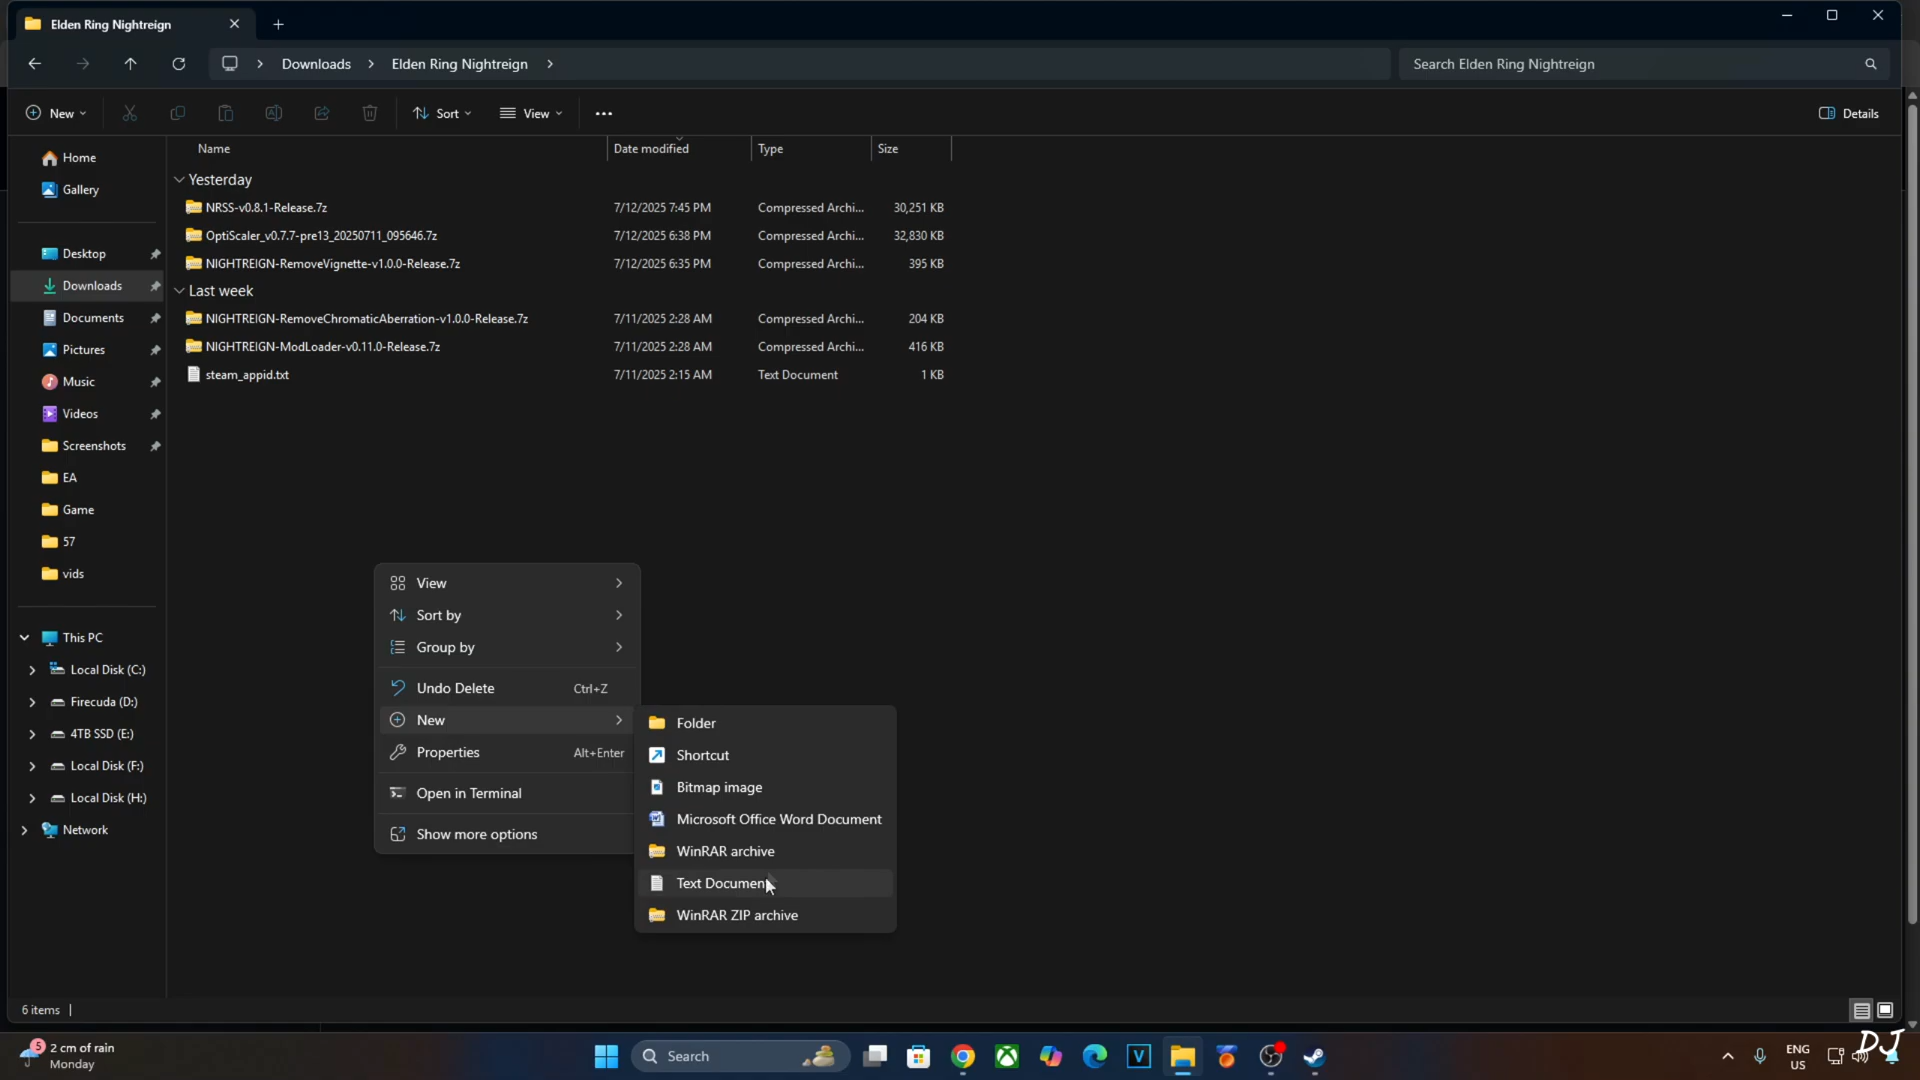 Elden Ring Nightreign
Downloads
Elden Ring Nightreign
Search Elden Ring Nightreign
New
Sort
View
Details
Name
Date modified
Type
Size
Home
Gallery
Desktop
Downloads
Documents
Pictures
Music
Videos
Screenshots
EA
Game
57
vids
This PC
Local Disk (C:)
Firecuda (D:)
4TB SSD (E:)
Local Disk (F:)
Local Disk (H:)
Network
Yesterday
NRSS-v0.8.1-Release.7z 7/12/2025 7:45 PM Compressed Archi... 30,251 KB
OptiScaler_v0.7.7-pre13_20250711_095646.7z 7/12/2025 6:38 PM Compressed Archi... 32,830 KB
NIGHTREIGN-RemoveVignette-v1.0.0-Release.7z 7/12/2025 6:35 PM Compressed Archi... 395 KB
Last week
NIGHTREIGN-RemoveChromaticAberration-v1.0.0-Release.7z 7/11/2025 2:28 AM Compressed Archi... 204 KB
NIGHTREIGN-ModLoader-v0.11.0-Release.7z 7/11/2025 2:28 AM Compressed Archi... 416 KB
steam_appid.txt 7/11/2025 2:15 AM Text Document 1 KB
View
Sort by
Group by
Undo Delete Ctrl+Z
New
Properties Alt+Enter
Open in Terminal
Show more options
Folder
Shortcut
Bitmap image
Microsoft Office Word Document
WinRAR archive
Text Document
WinRAR ZIP archive
6 items
5
2 cm of rain
Monday
Search
V
ENG
US
DJ